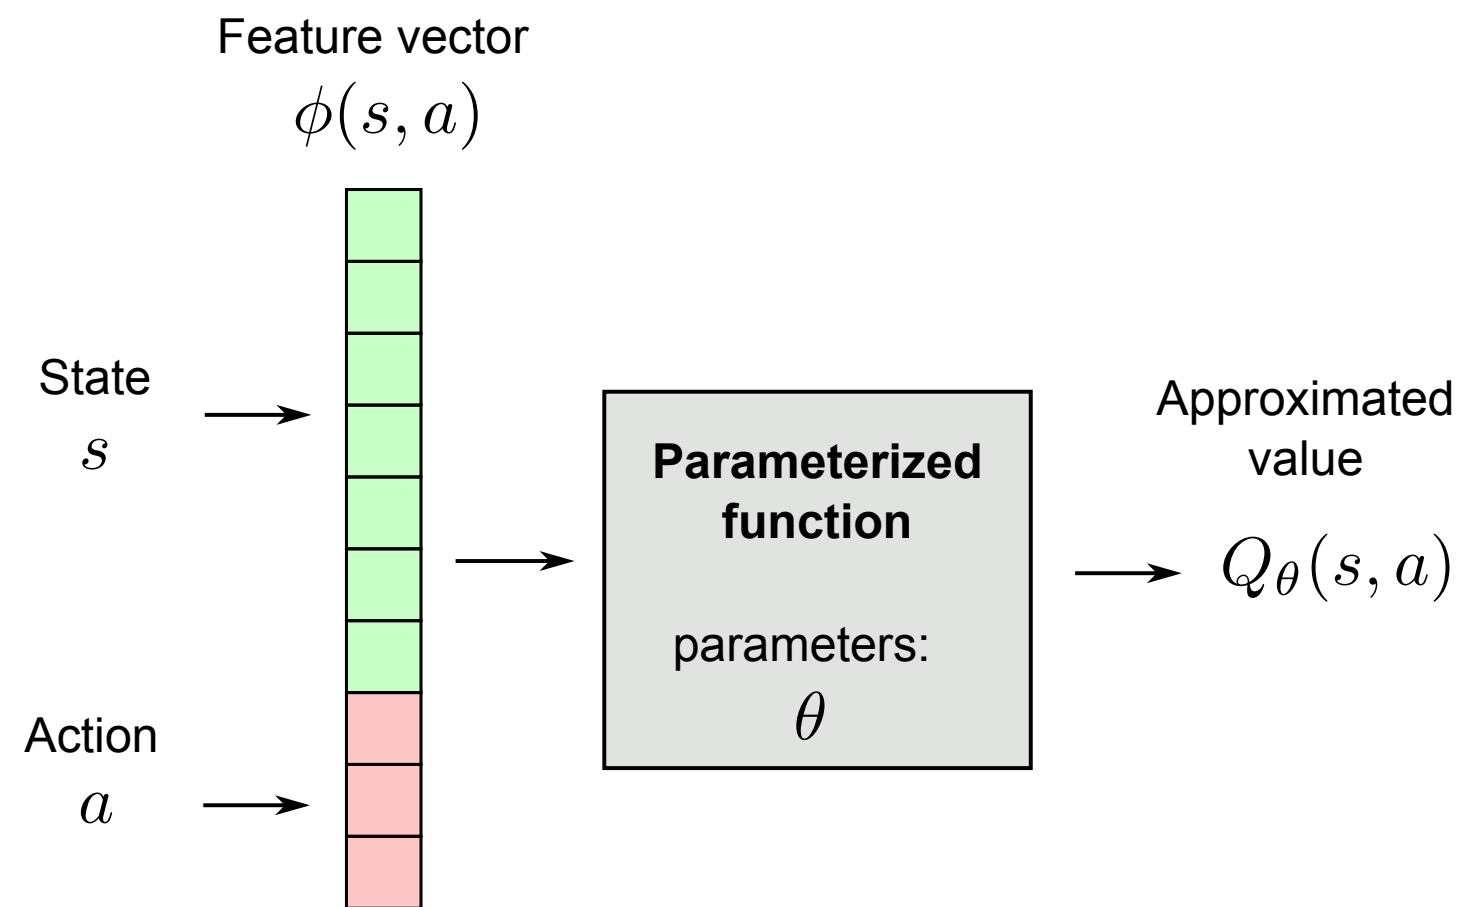 Feature vector
ϕ(s, a)
State
s
Action
a
Parameterized
function
parameters:
θ
Approximated
value
Q_θ(s, a)